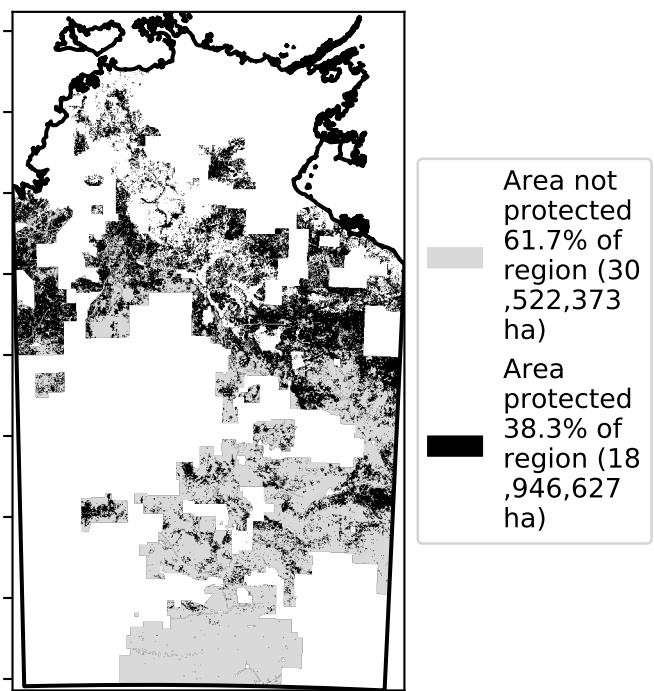 Area not
protected
61.7% of
region (30
,522,373
ha)
Area
protected
38.3% of
region (18
,946,627
ha)